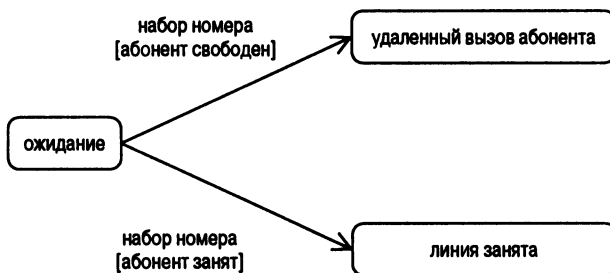 набор номера
[абонент свободен]
удаленный вызов абонента
ожидание
набор номера
[абонент занят]
линия занята